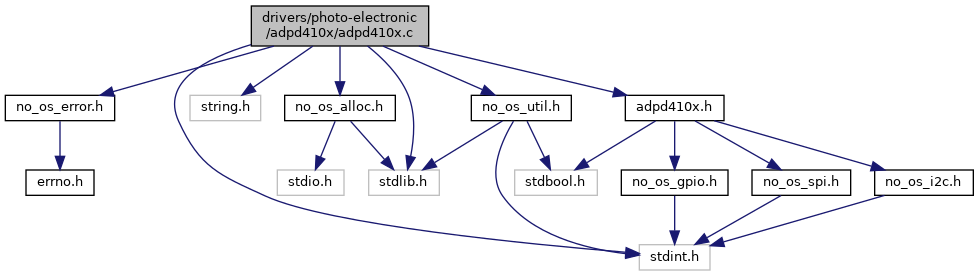 drivers/photo-electronic
/adpd410x/adpd410x.c
no_os_error.h
string.h
no_os_alloc.h
no_os_util.h
adpd410x.h
errno.h
stdio.h
stdlib.h
stdbool.h
no_os_gpio.h
no_os_spi.h
no_os_i2c.h
stdint.h